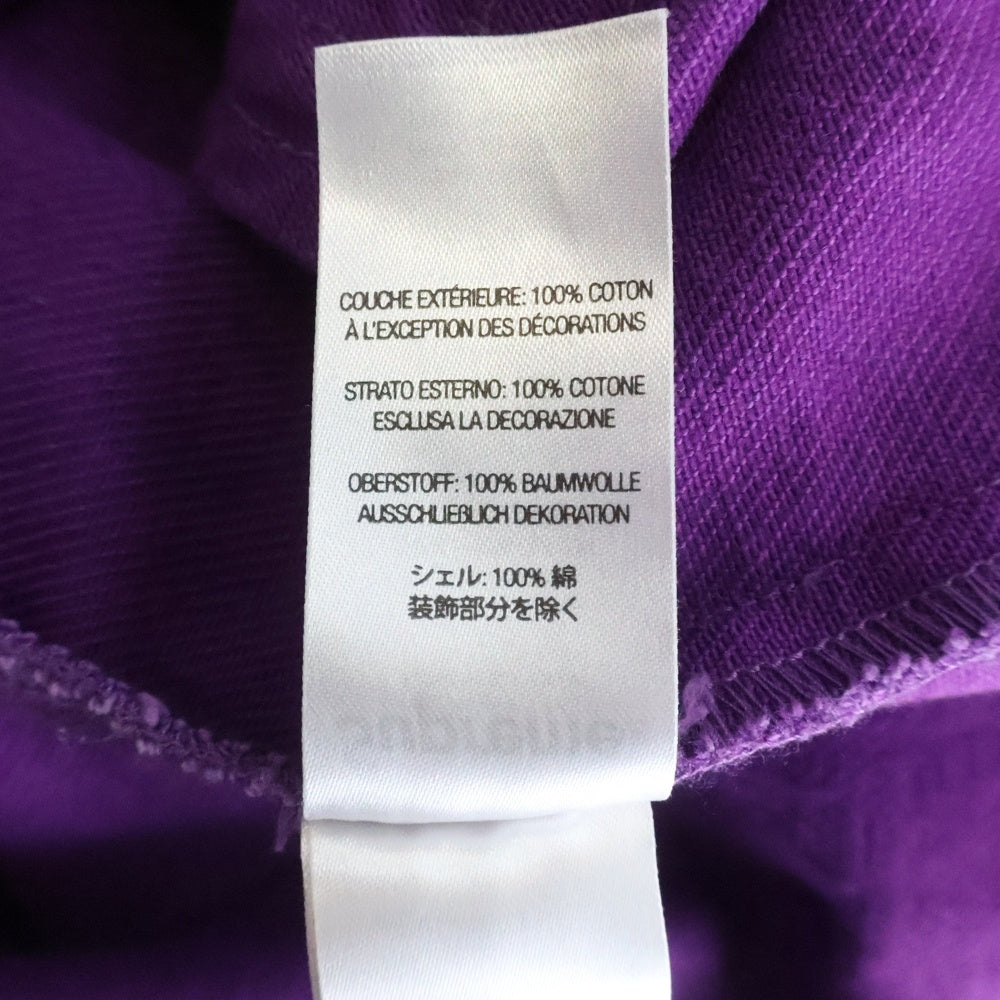 COUCHE EXTÉRIEURE: 100% COTON
À L'EXCEPTION DES DÉCORATIONS
STRATO ESTERNO: 100% COTONE
ESCLUSA LA DECORAZIONE
OBERSTOFF: 100% BAUMWOLLE
AUSSCHLIEßLICH DEKORATION
シェル: 100% 綿
装飾部分を除く